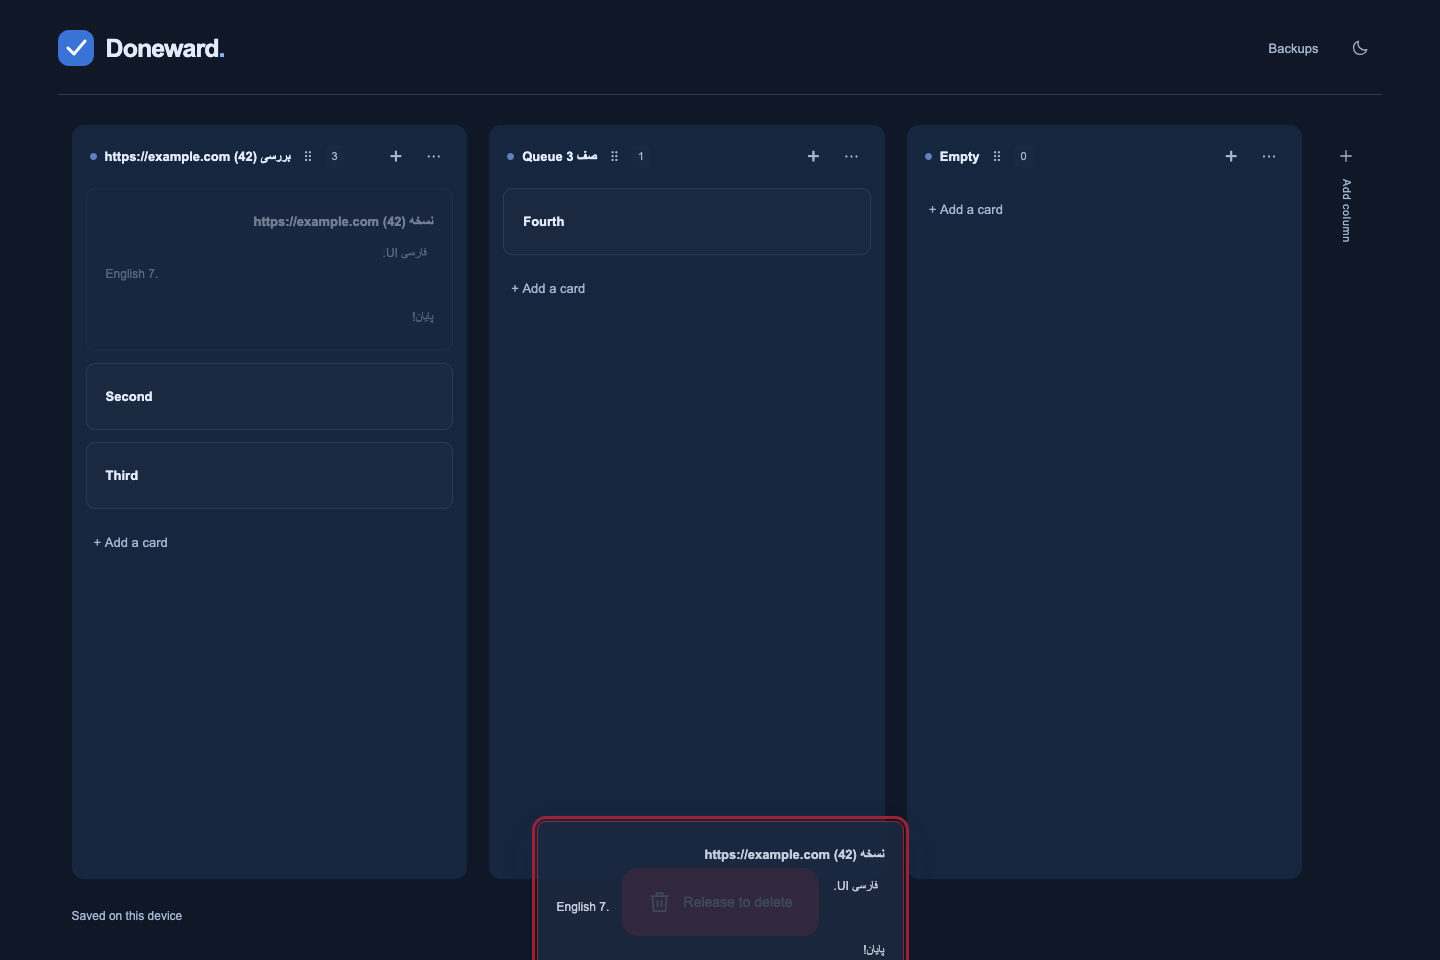 Doneward.
Backups
https://example.com (42) بررسی
3
نسخه (42) https://example.com
فارسی UI.
English 7.
پایان!
Second
Third
+ Add a card
Queue 3 صف
1
Fourth
+ Add a card
Empty
0
+ Add a card
Add column
نسخه (42) https://example.com
فارسی UI.
English 7.
Release to delete
پایان!
Saved on this device